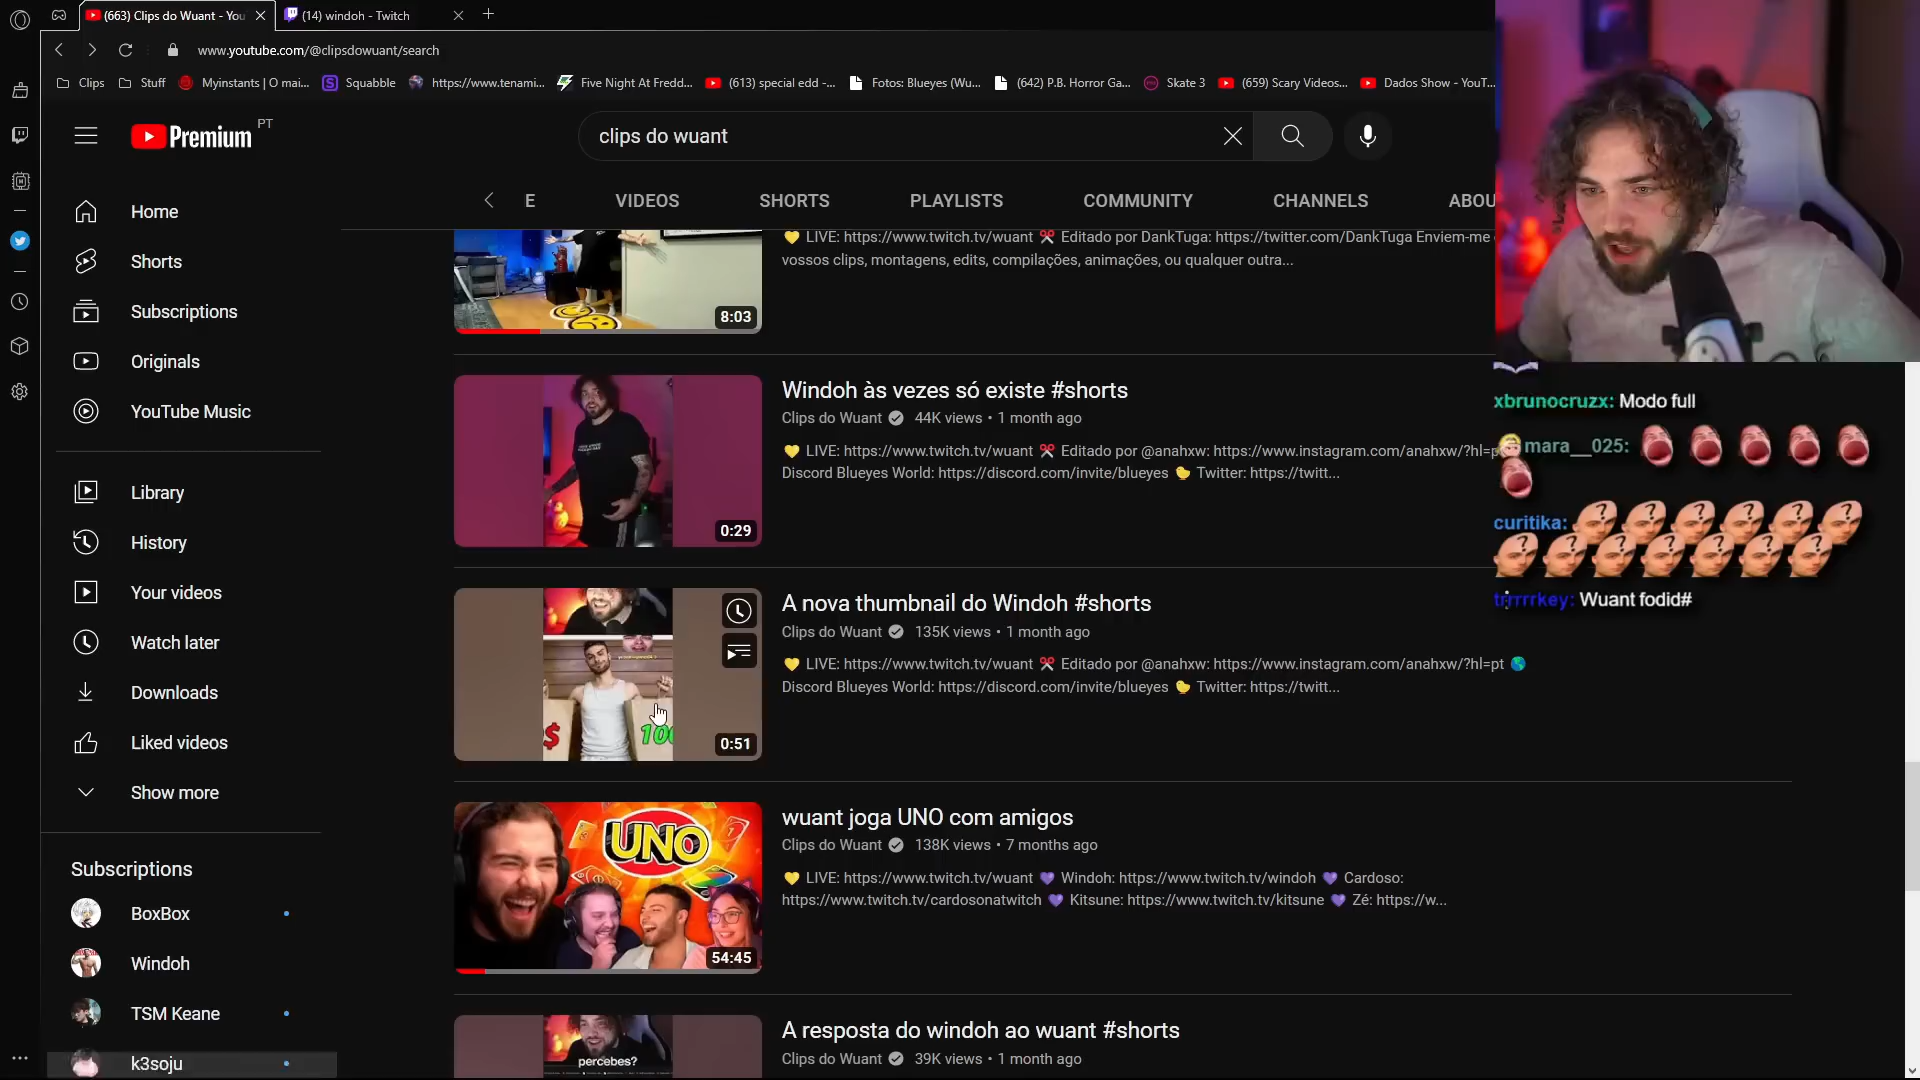 (663) Clips do Wuant - You
(14) windoh - Twitch
www.youtube.com/@clipsdowuant/search
Clips
Stuff
Myinstants | O mai...
Squabble
https://www.tenami...
Five Night At Fredd...
(613) special edd -...
Fotos: Blueyes (Wu...
(642) P.B. Horror Ga...
Skate 3
(659) Scary Videos...
Dados Show - YouT...
Premium PT
clips do wuant
E
VIDEOS
SHORTS
PLAYLISTS
COMMUNITY
CHANNELS
ABOU
Home
Shorts
Subscriptions
Originals
YouTube Music
Library
History
Your videos
Watch later
Downloads
Liked videos
Show more
Subscriptions
BoxBox
Windoh
TSM Keane
k3soju
💛 LIVE: https://www.twitch.tv/wuant ✂️ Editado por DankTuga: https://twitter.com/DankTuga Enviem-me
vossos clips, montagens, edits, compilações, animações, ou qualquer outra...
8:03
Windoh às vezes só existe #shorts
Clips do Wuant 44K views • 1 month ago
💛 LIVE: https://www.twitch.tv/wuant ✂️ Editado por @anahxw: https://www.instagram.com/anahxw/?hl=p
Discord Blueyes World: https://discord.com/invite/blueyes 🐤 Twitter: https://twitt...
0:29
A nova thumbnail do Windoh #shorts
Clips do Wuant 135K views • 1 month ago
💛 LIVE: https://www.twitch.tv/wuant ✂️ Editado por @anahxw: https://www.instagram.com/anahxw/?hl=pt 🌎
Discord Blueyes World: https://discord.com/invite/blueyes 🐤 Twitter: https://twitt...
$
100
0:51
wuant joga UNO com amigos
Clips do Wuant 138K views • 7 months ago
💛 LIVE: https://www.twitch.tv/wuant 💜 Windoh: https://www.twitch.tv/windoh 💜 Cardoso:
https://www.twitch.tv/cardosonatwitch 💜 Kitsune: https://www.twitch.tv/kitsune 💜 Zé: https://w...
UNO
54:45
A resposta do windoh ao wuant #shorts
Clips do Wuant 39K views • 1 month ago
percebes?
xbrunocruzx: Modo full
mara__025:
curitika:
trrrrrkey: Wuant fodid#